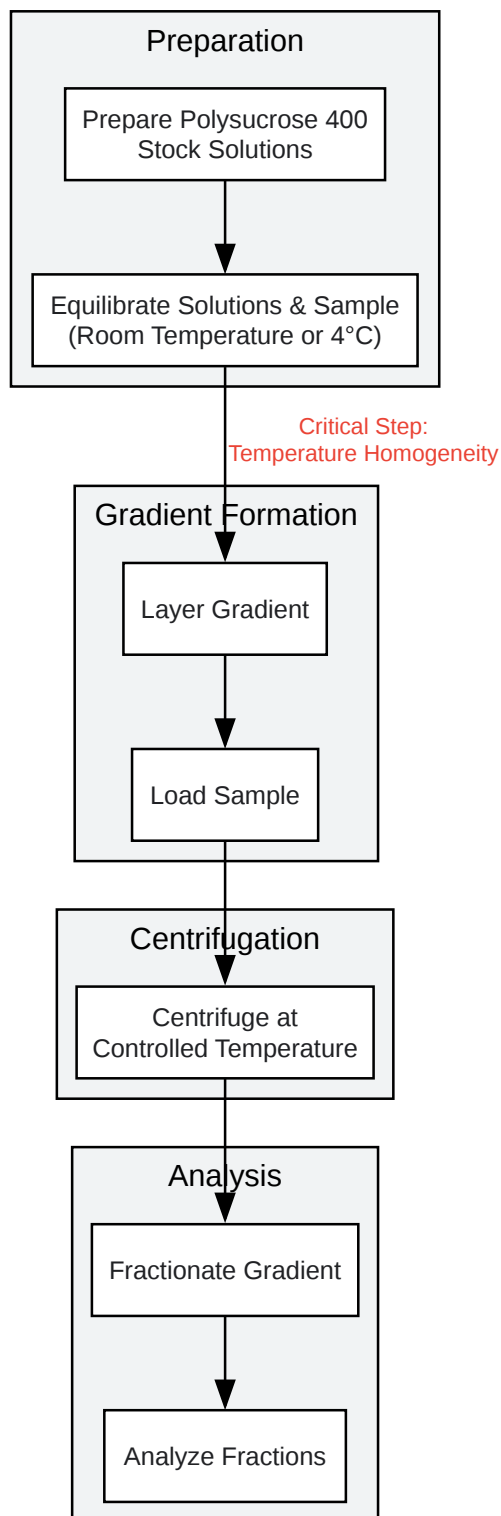 Preparation
Prepare Polysucrose 400
Stock Solutions
Equilibrate Solutions & Sample
(Room Temperature or 4°C)
Critical Step:
Temperature Homogeneity
Gradient Formation
Layer Gradient
Load Sample
Centrifugation
Centrifuge at
Controlled Temperature
Analysis
Fractionate Gradient
Analyze Fractions